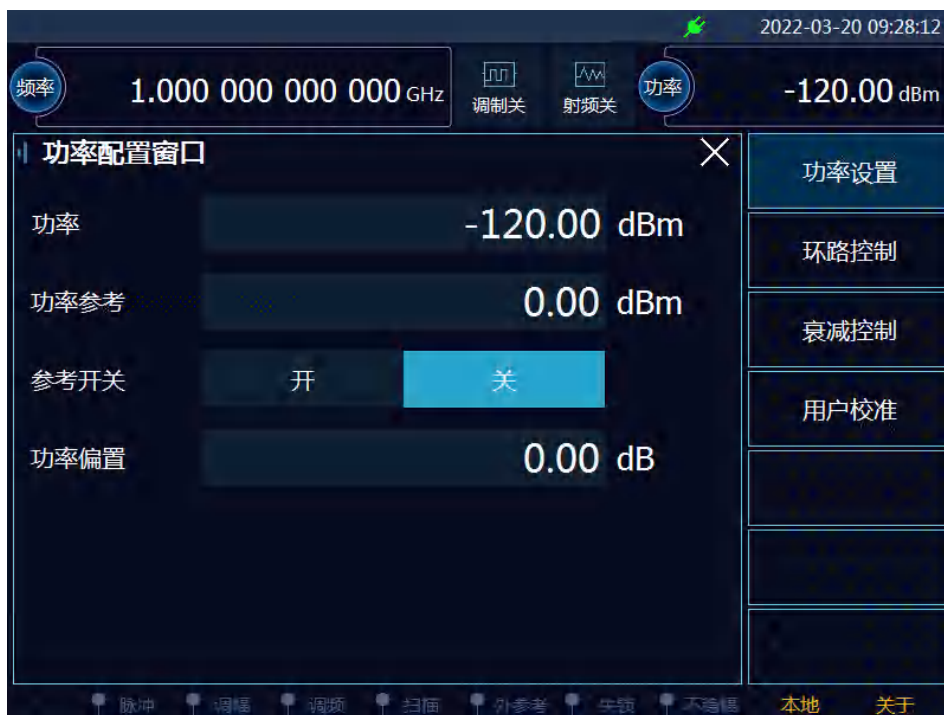 2022-03-20 09:28:12
频率 1.000 000 000 000 GHz 调制关 射频关 功率 -120.00 dBm
功率配置窗口
功率 -120.00 dBm
功率参考 0.00 dBm
参考开关 开 关
功率偏置 0.00 dB
功率设置
环路控制
衰减控制
用户校准
脉冲 调幅 调频 扫描 外参考 失锁 不稳幅 本地 关于